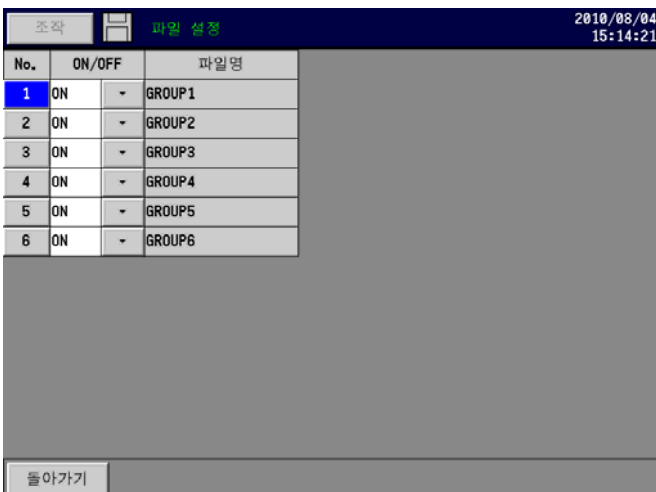 조작 파일 설정 2010/08/04
15:14:21
No. ON/OFF 파일명
1 ON GROUP1
2 ON GROUP2
3 ON GROUP3
4 ON GROUP4
5 ON GROUP5
6 ON GROUP6
돌아가기